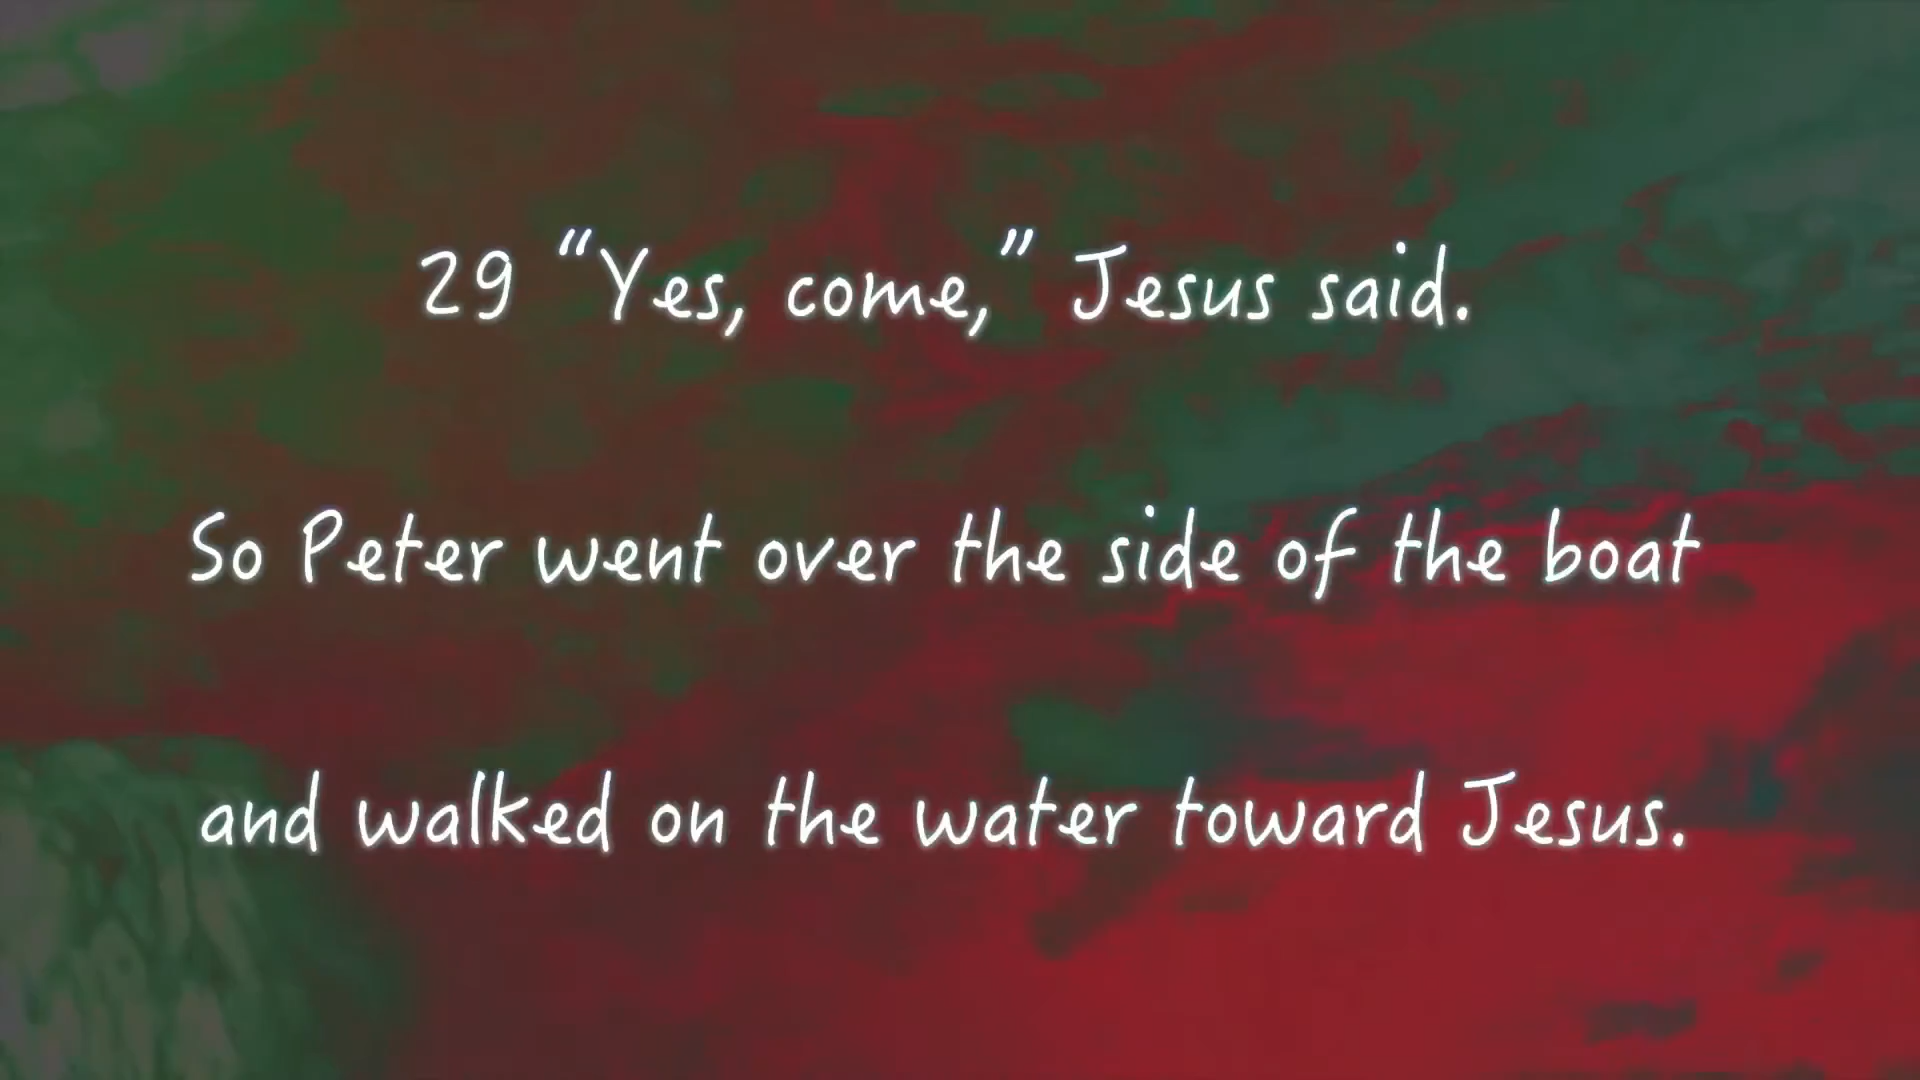 29 “Yes, come,” Jesus said.
So Peter went over the side of the boat
and walked on the water toward Jesus.